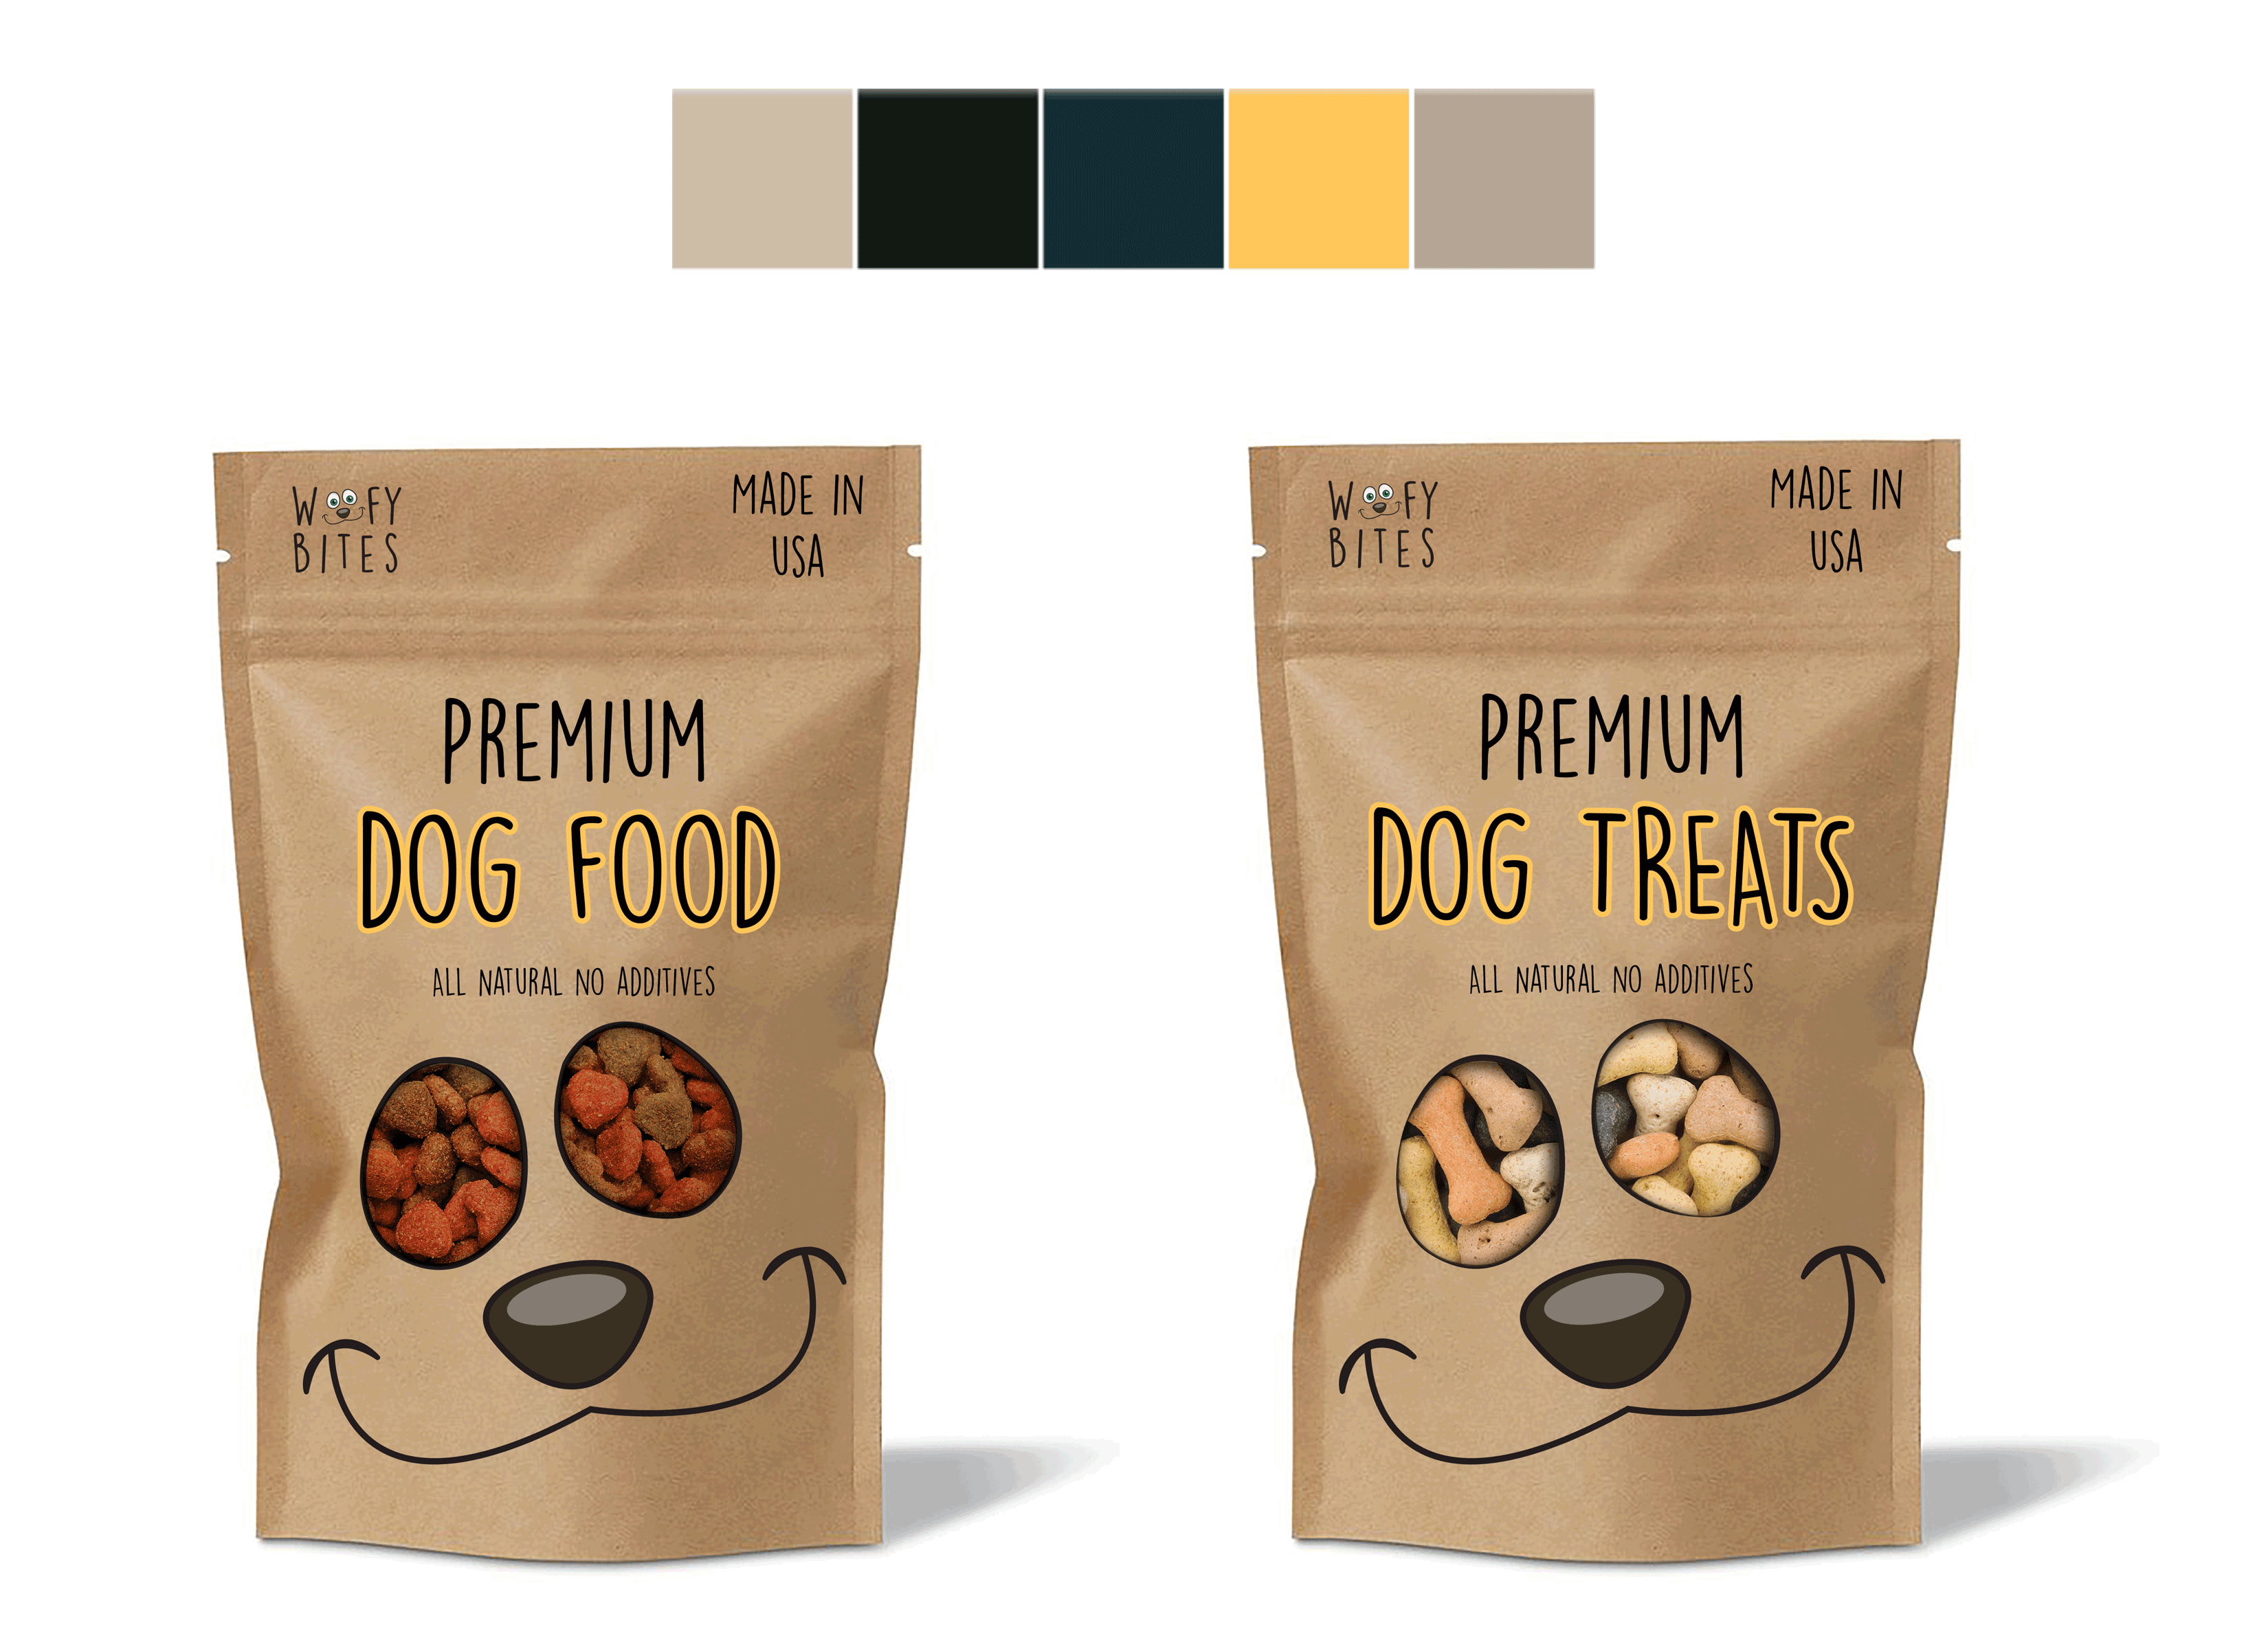 WOOFY
BITES
MADE IN
USA
PREMIUM
DOG FOOD
ALL NATURAL NO ADDITIVES
WOOFY
BITES
MADE IN
USA
PREMIUM
DOG TREATS
ALL NATURAL NO ADDITIVES